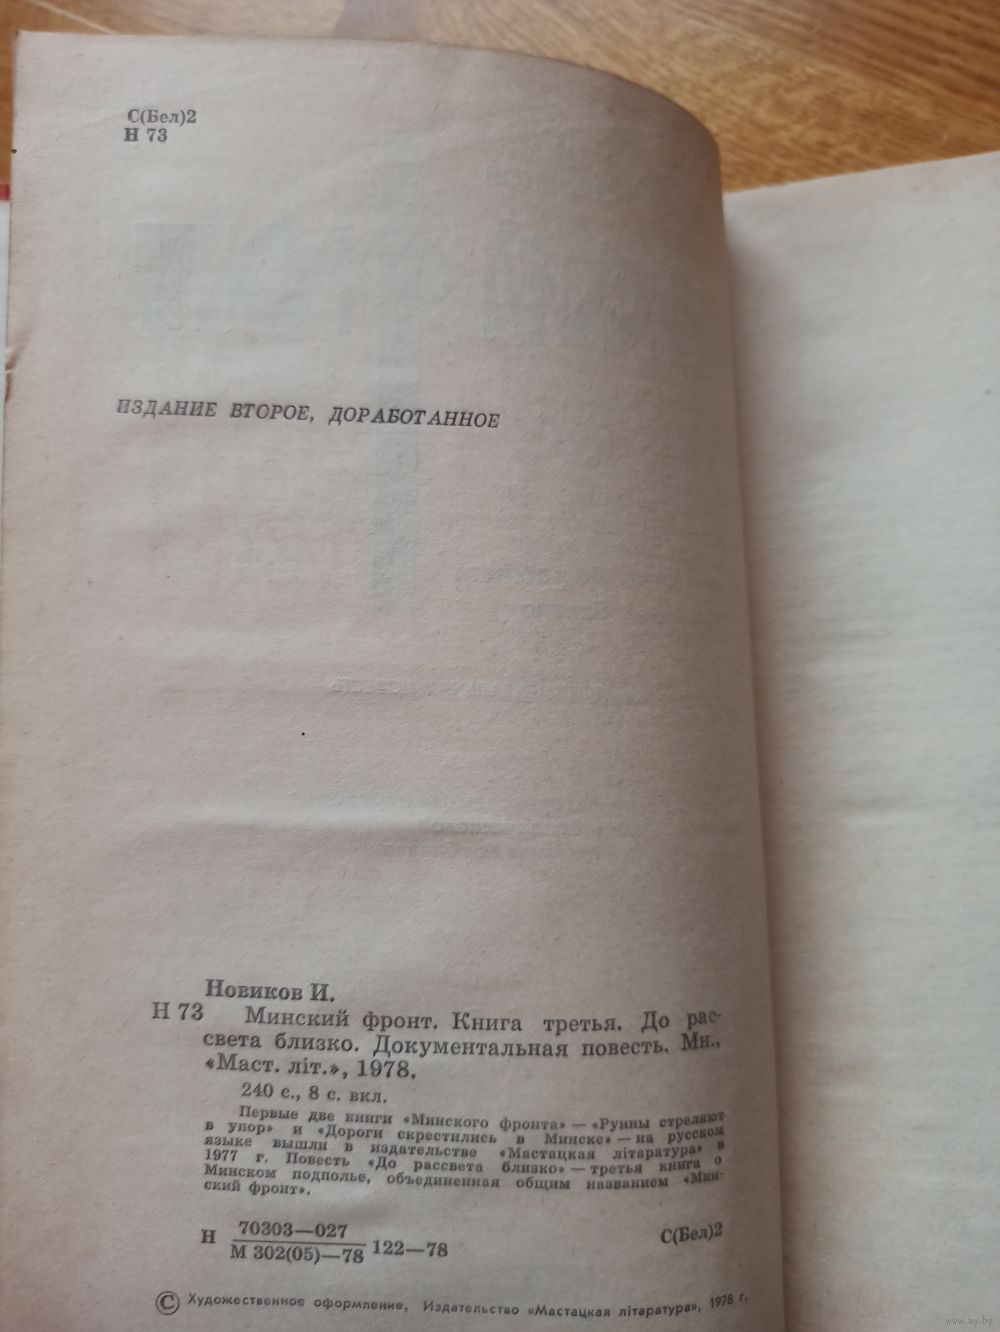 С(Бел)2
Н 73
ИЗДАНИЕ ВТОРОЕ, ДОРАБОТАННОЕ
Новиков И.
Н 73 Минский фронт. Книга третья. До рас-
света близко. Документальная повесть. Мн.,
«Маст. літ.», 1978.
240 с., 8 с. вкл.
Первые две книги «Минского фронта» — «Руины стреляют
в упор» и «Дороги скрестились в Минске» — на русском
языке вышли в издательстве «Мастацкая літаратура» в
1977 г. Повесть «До рассвета близко» — третья книга о
Минском подполье, объединенная общим названием «Мин-
ский фронт».
Н 70303—027
М 302(05)—78 122—78 С(Бел)2
© Художественное оформление, Издательство «Мастацкая літаратура», 1978 г.
www.ay.by